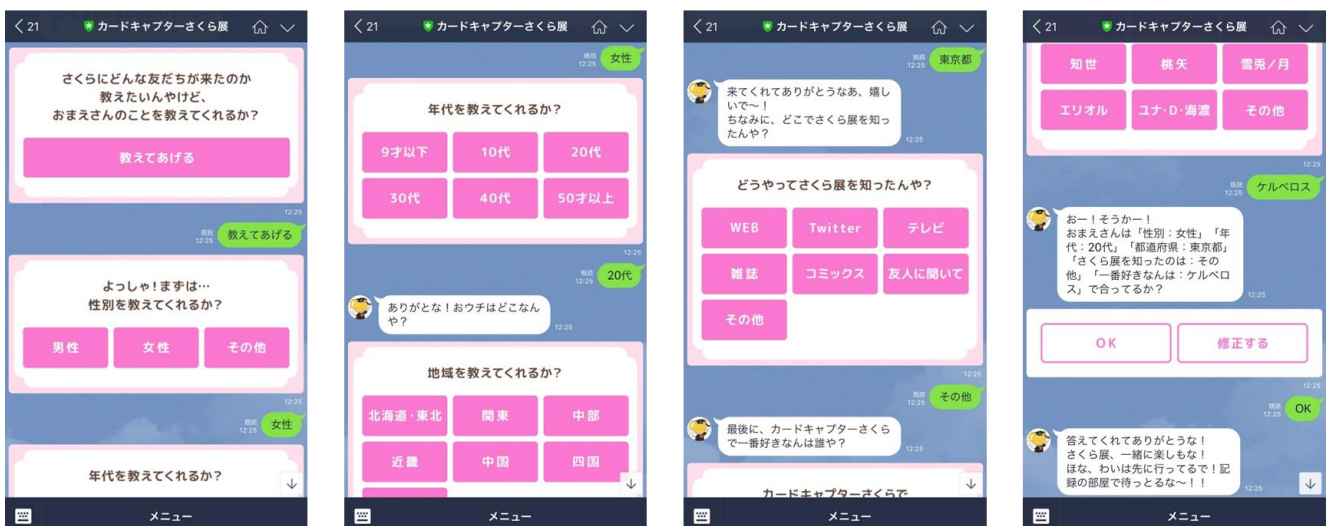 21
カードキャプターさくら展
さくらにどんな友だちが来たのか
教えたいんやけど、
おまえさんのことを教えてくれるか?
教えてあげる
12:25
既読
12:25
教えてあげる
よっしゃ!まずは…
性別を教えてくれるか?
男性
女性
その他
12:25
既読
12:25
女性
年代を教えてくれるか?
メニュー
21
カードキャプターさくら展
既読
12:25
女性
年代を教えてくれるか?
9才以下
10代
20代
30代
40代
50才以上
12:25
既読
12:25
20代
ありがとな!おウチはどこなん
や?
12:25
地域を教えてくれるか?
北海道・東北
関東
中部
近畿
中国
四国
メニュー
21
カードキャプターさくら展
既読
12:25
東京都
来てくれてありがとうなあ、嬉し
いで〜!
ちなみに、どこでさくら展を知っ
たんや?
12:25
どうやってさくら展を知ったんや?
WEB
Twitter
テレビ
雑誌
コミックス
友人に聞いて
その他
12:25
既読
12:25
その他
最後に、カードキャプターさくら
で一番好きなんは誰や?
12:25
カードキャプターさくらで
メニュー
21
カードキャプターさくら展
知世
桃矢
雪兎/月
エリオル
ユナ・D・海渡
その他
12:25
既読
12:25
ケルベロス
おー!そうかー!
おまえさんは「性別:女性」「年
代:20代」「都道府県:東京都」
「さくら展を知ったのは:その
他」「一番好きなんは:ケルベロ
ス」で合ってるか?
12:25
OK
修正する
12:25
既読
12:25
OK
答えてくれてありがとうな!
さくら展、一緒に楽しもな!
ほな、わいは先に行ってるで!記
録の部屋で待っとるな〜!!
12:25
メニュー